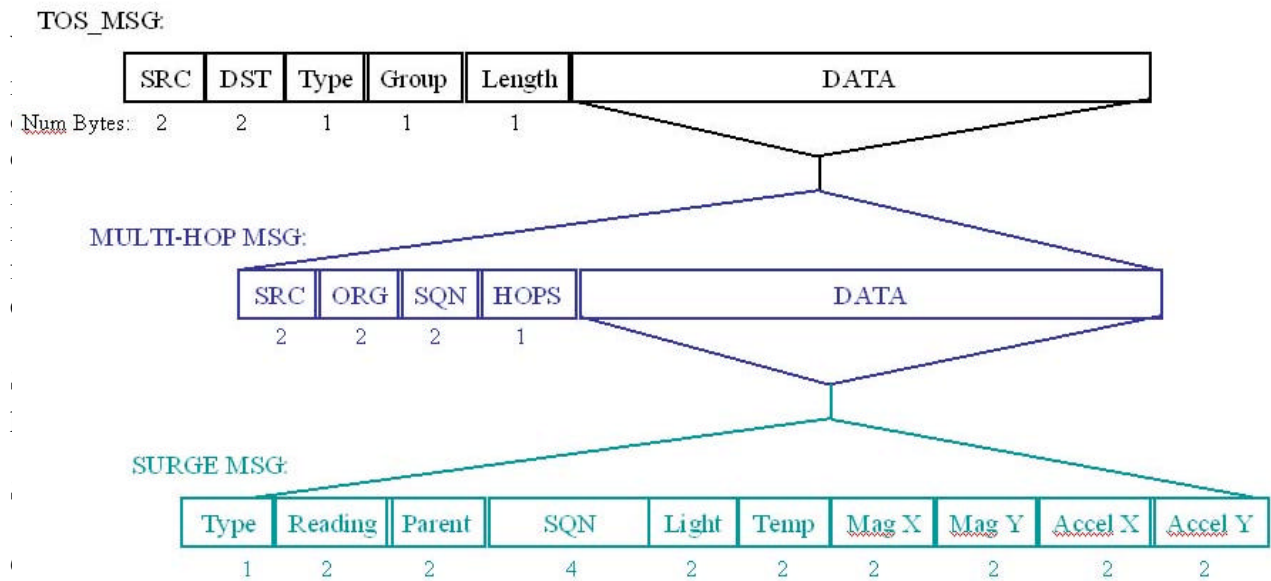 TOS_MSG:
SRC DST Type Group Length DATA
Num Bytes: 2 2 1 1 1
MULTI-HOP MSG:
SRC ORG SQN HOPS DATA
2 2 2 1
SURGE MSG:
Type Reading Parent SQN Light Temp Mag X Mag Y Accel X Accel Y
1 2 2 4 2 2 2 2 2 2